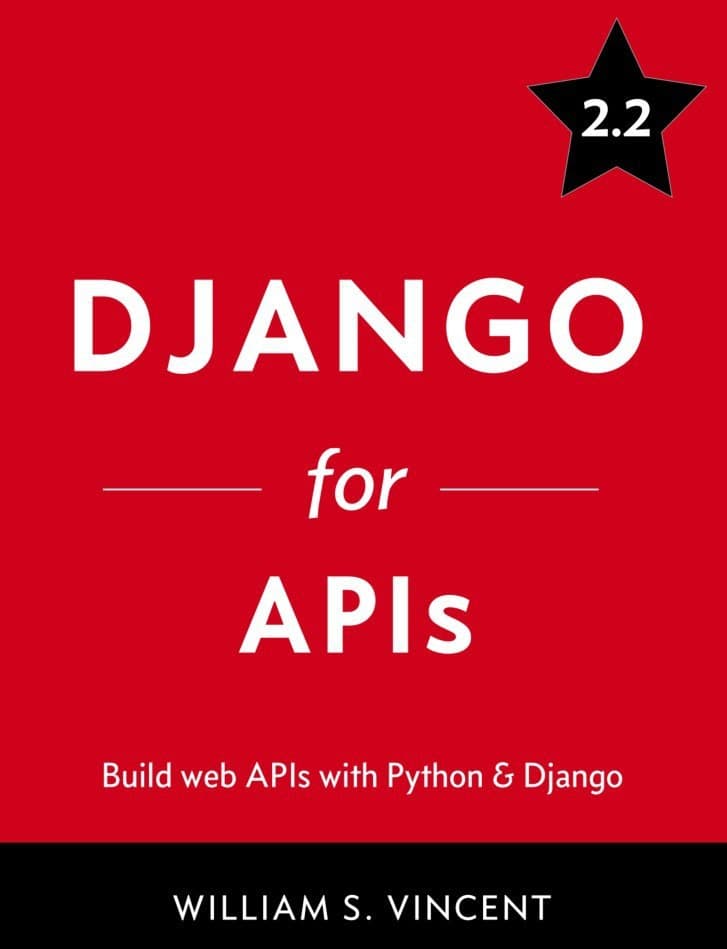 2.2
DJANGO
for
APIs
Build web APIs with Python & Django
WILLIAM S. VINCENT